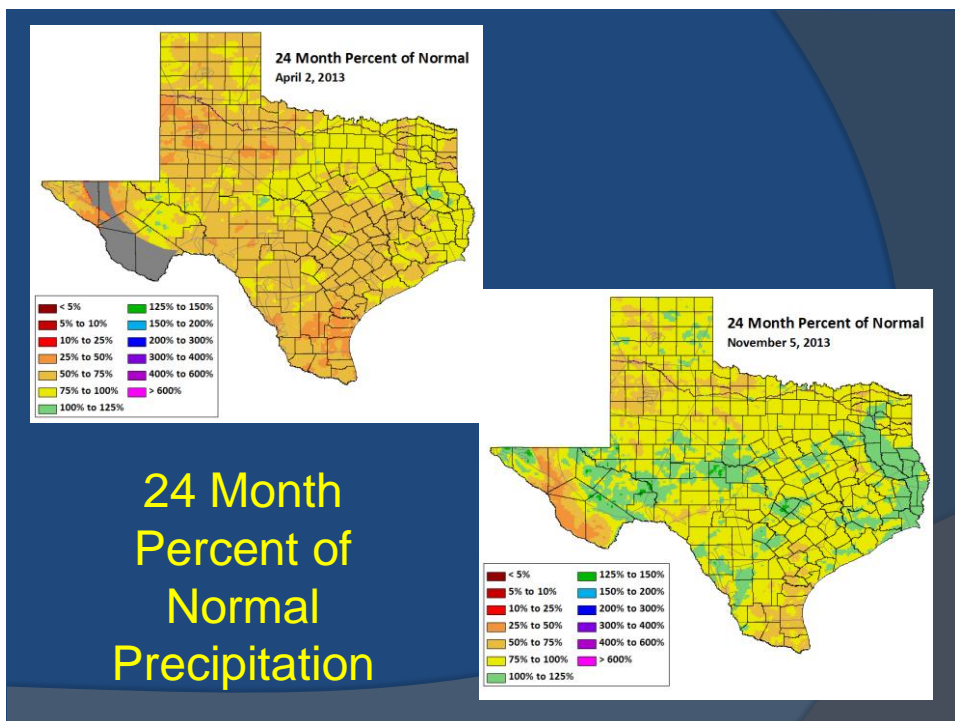 24 Month Percent of Normal
April 2, 2013
< 5%
5% to 10%
10% to 25%
25% to 50%
50% to 75%
75% to 100%
100% to 125%
125% to 150%
150% to 200%
200% to 300%
300% to 400%
400% to 600%
> 600%
24 Month Percent of Normal
November 5, 2013
< 5%
5% to 10%
10% to 25%
25% to 50%
50% to 75%
75% to 100%
100% to 125%
125% to 150%
150% to 200%
200% to 300%
300% to 400%
400% to 600%
> 600%
24 Month
Percent of
Normal
Precipitation